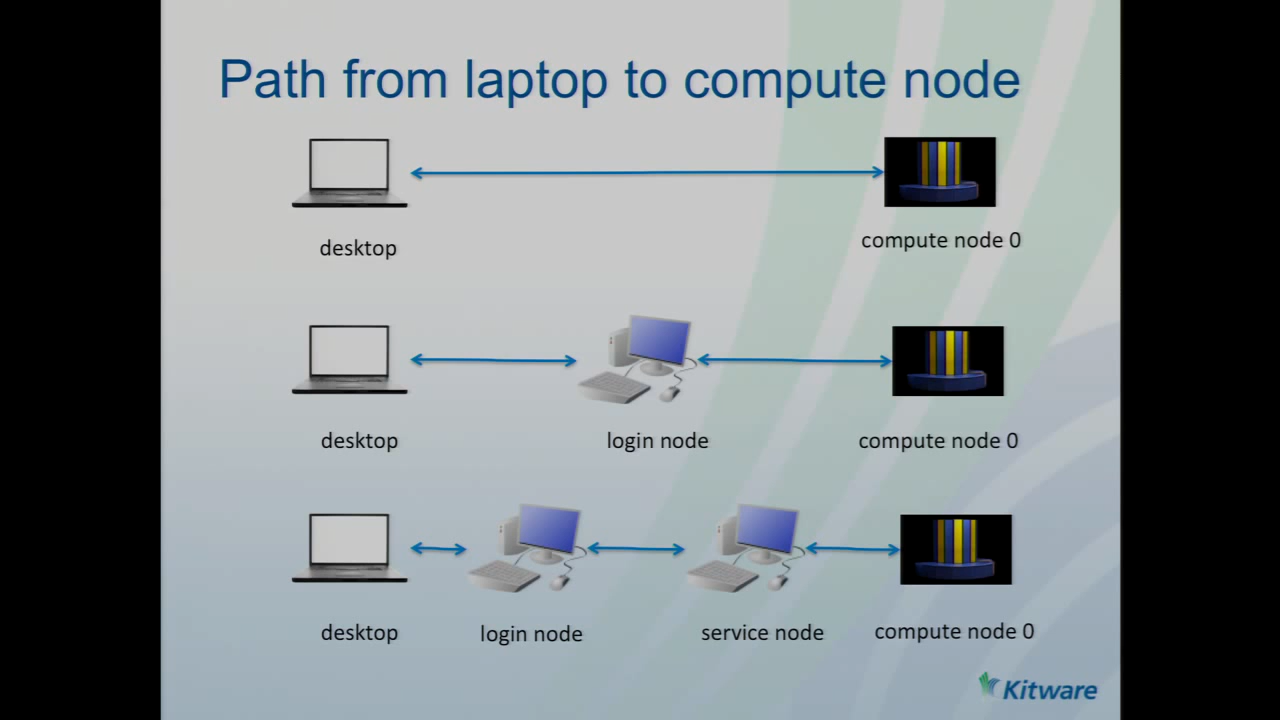 Path from laptop to compute node
desktop
compute node 0
desktop
login node
compute node 0
desktop
login node
service node
compute node 0
Kitware